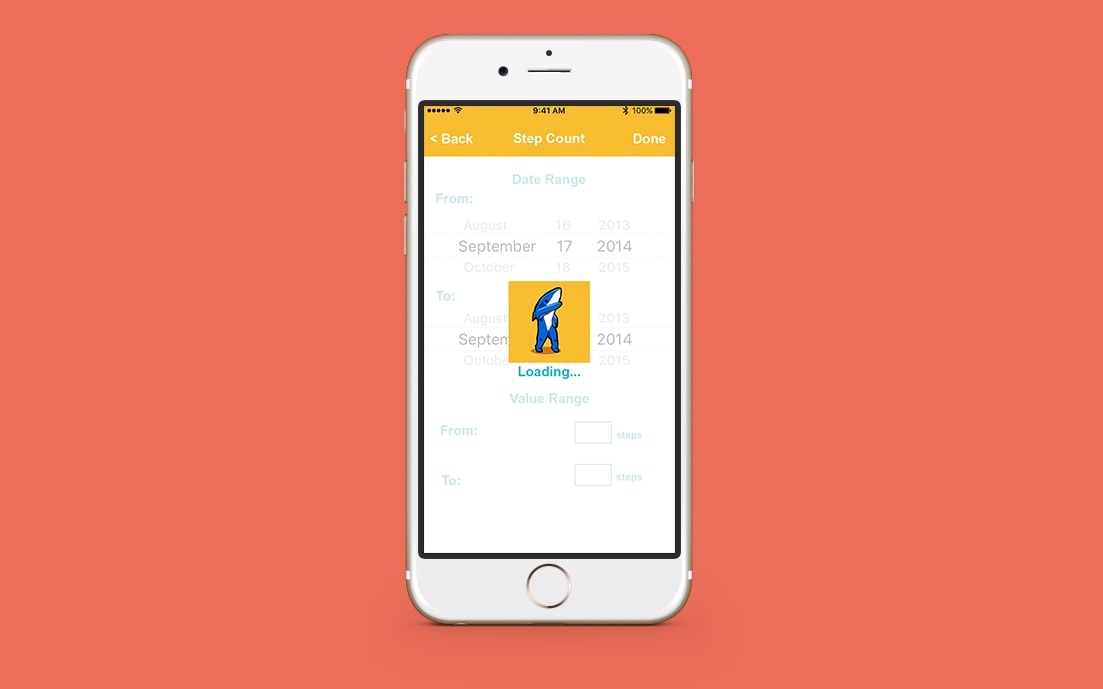 9:41 AM 100%
< Back Step Count Done
Date Range
From:
August 16 2013
September 17 2014
October 18 2015
To:
August 2013
Septem 2014
Octobe 2015
Loading...
Value Range
From: steps
To: steps